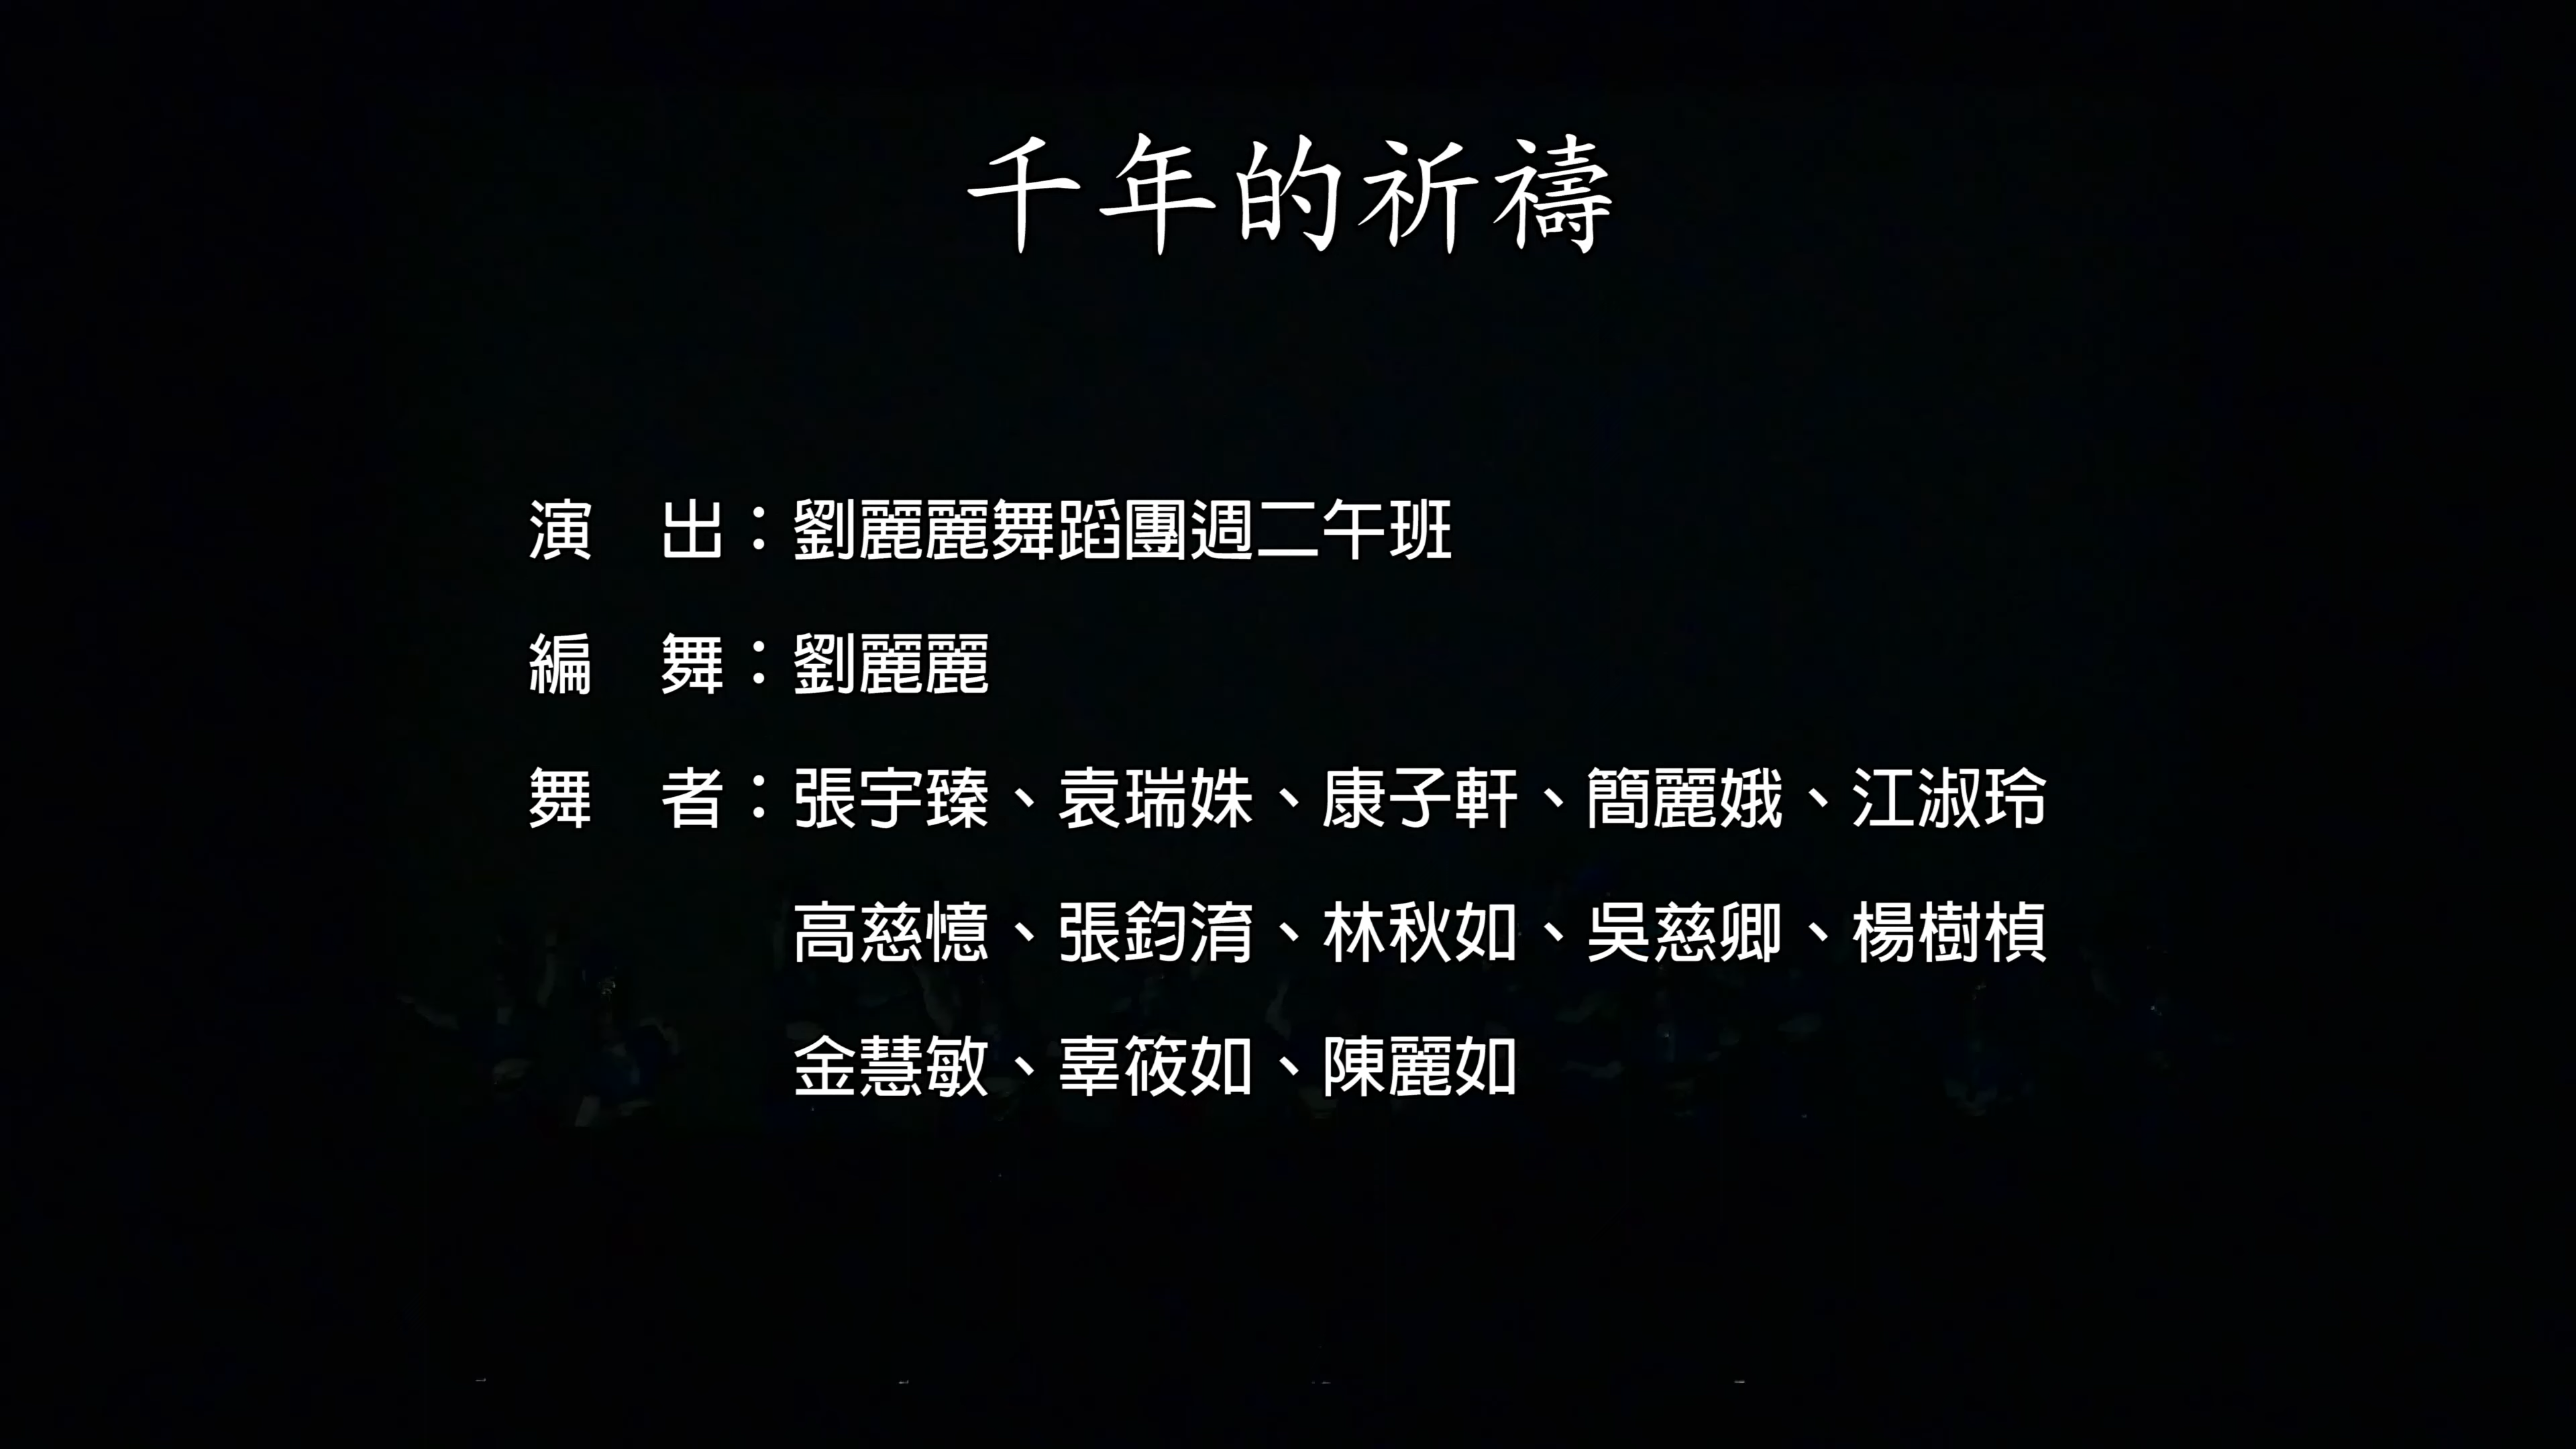 千年的祈禱
演　出：劉麗麗舞蹈團週二午班
編　舞：劉麗麗
舞　者：張宇臻、袁瑞姝、康子軒、簡麗娥、江淑玲
高慈憶、張鈞淯、林秋如、吳慈卿、楊樹楨
金慧敏、辜筱如、陳麗如